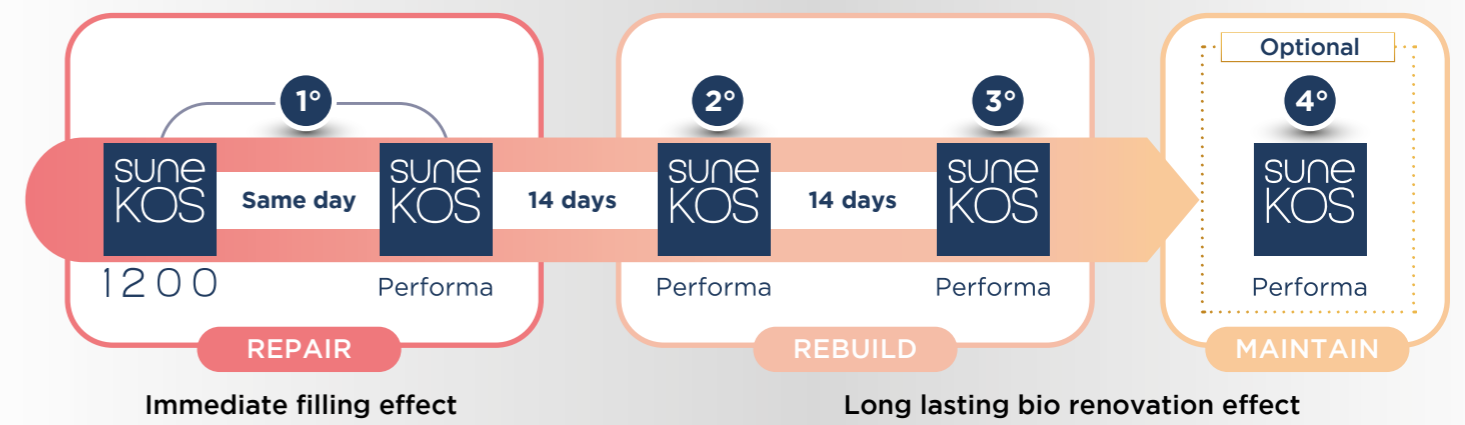 Optional
1°
2°
3°
4°
sune
KOS
Same day
sune
KOS
14 days
sune
KOS
14 days
sune
KOS
sune
KOS
1200
Performa
Performa
Performa
Performa
REPAIR
REBUILD
MAINTAIN
Immediate filling effect
Long lasting bio renovation effect